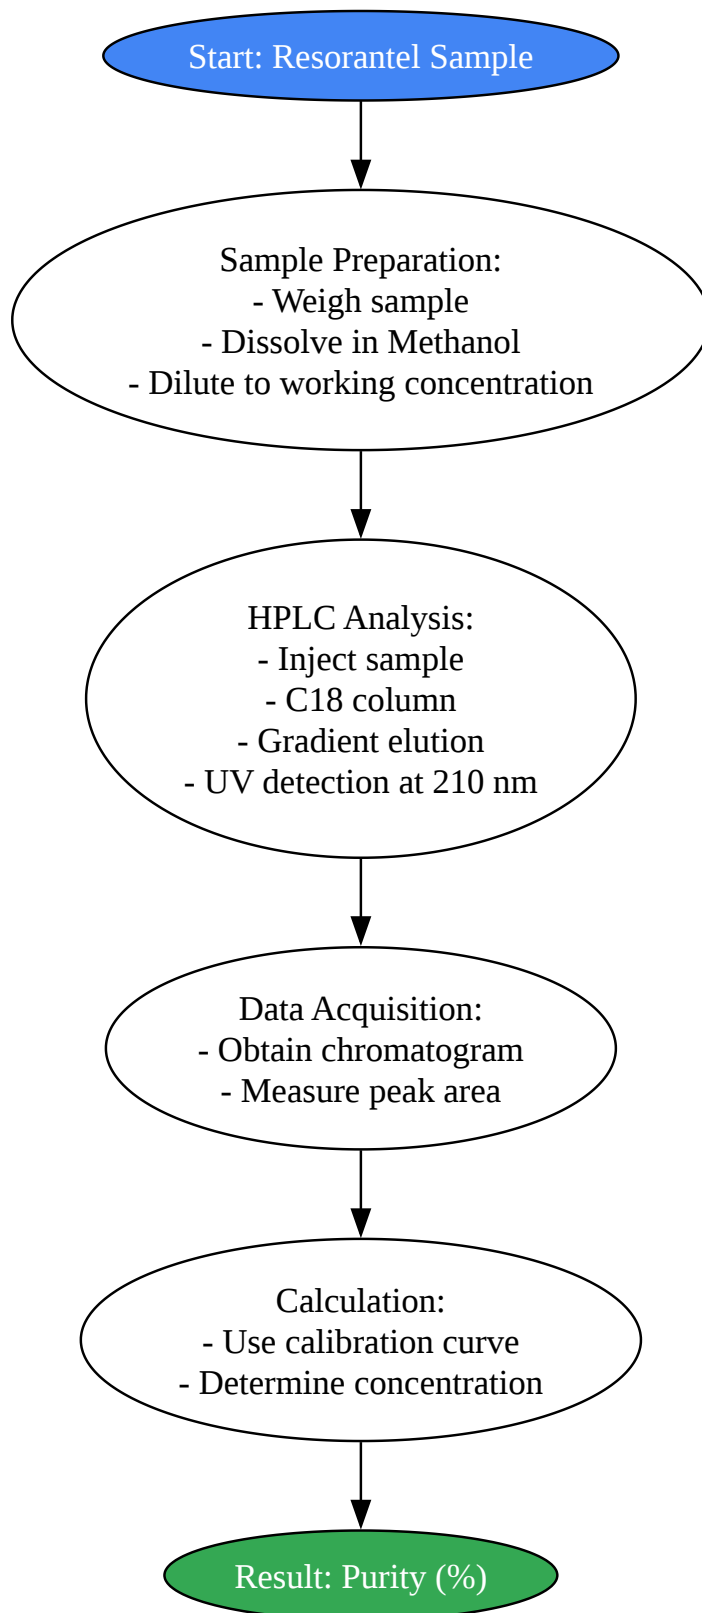 Start: Resorantel Sample
Sample Preparation:
- Weigh sample
- Dissolve in Methanol
- Dilute to working concentration
HPLC Analysis:
- Inject sample
- C18 column
- Gradient elution
- UV detection at 210 nm
Data Acquisition:
- Obtain chromatogram
- Measure peak area
Calculation:
- Use calibration curve
- Determine concentration
Result: Purity (%)